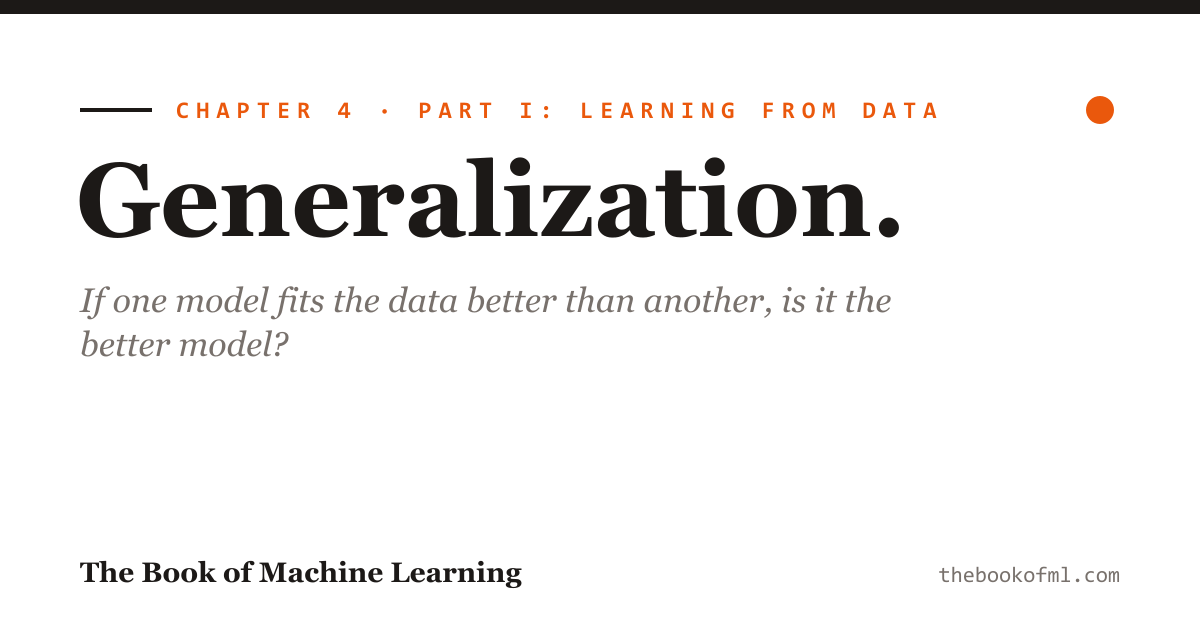 CHAPTER 4 · PART I: LEARNING FROM DATA
Generalization.
If one model fits the data better than another, is it the
better model?
The Book of Machine Learning
thebookofml.com